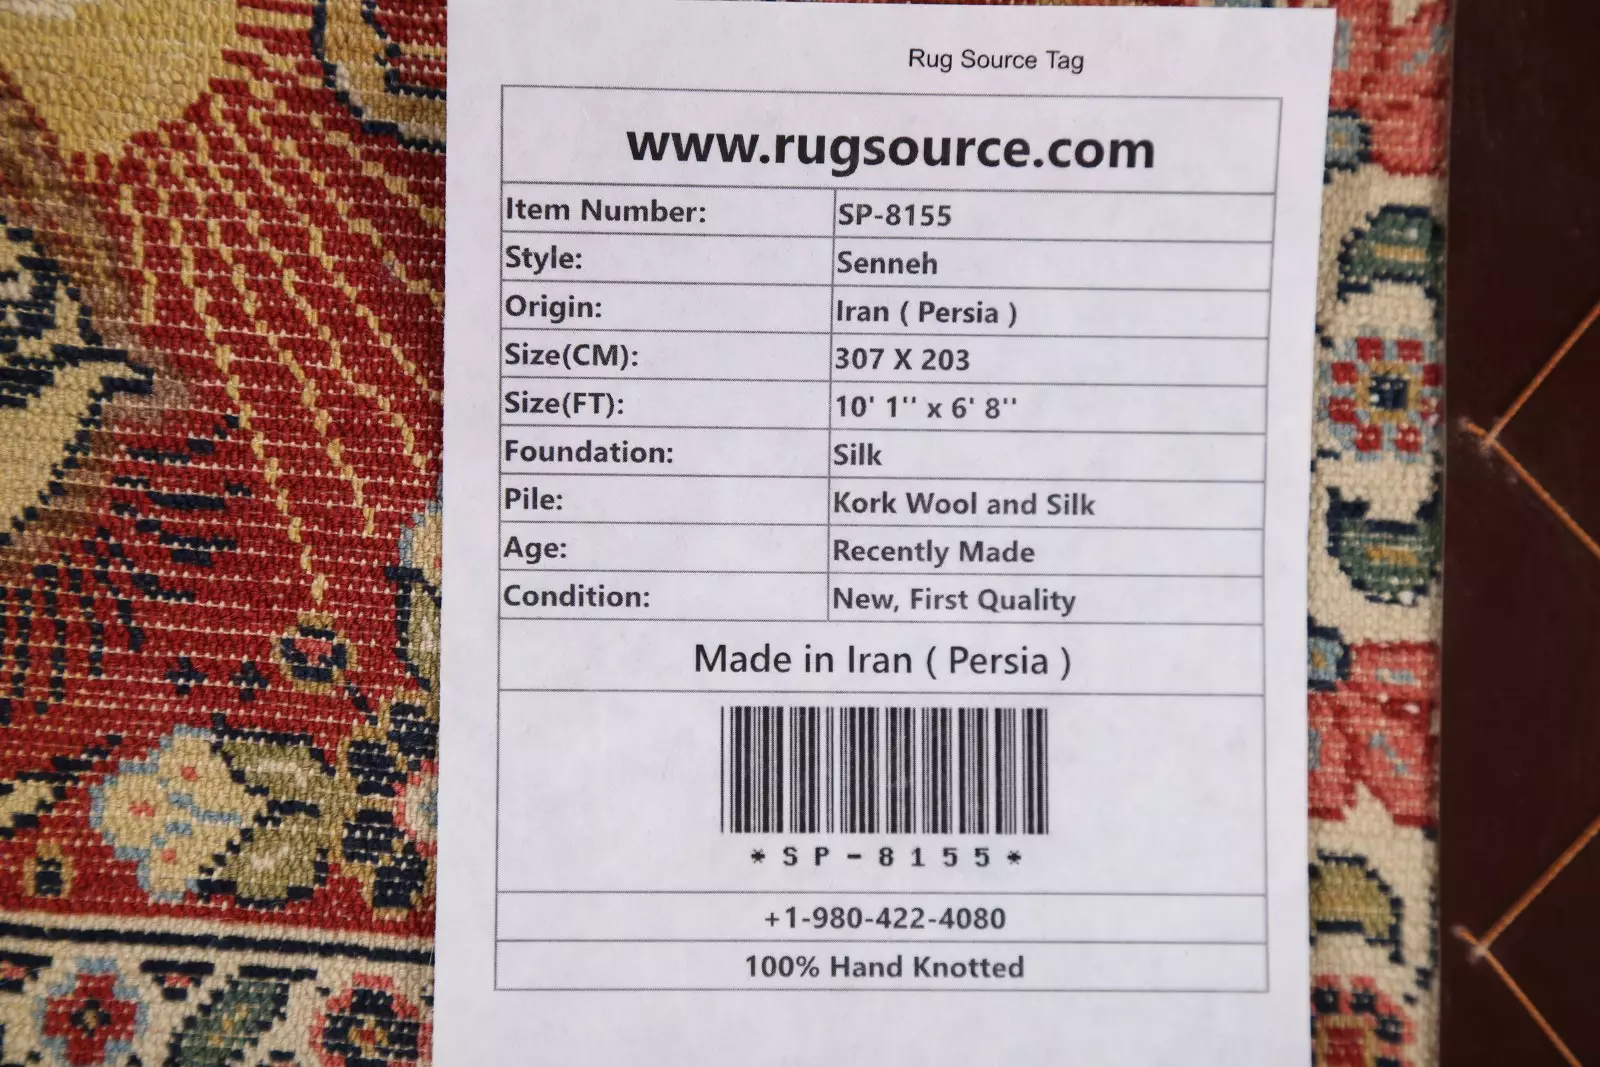 Rug Source Tag
www.rugsource.com
Item Number: SP-8155
Style: Senneh
Origin: Iran ( Persia )
Size(CM): 307 X 203
Size(FT): 10' 1'' x 6' 8''
Foundation: Silk
Pile: Kork Wool and Silk
Age: Recently Made
Condition: New, First Quality
Made in Iran ( Persia )
*SP-8155*
+1-980-422-4080
100% Hand Knotted